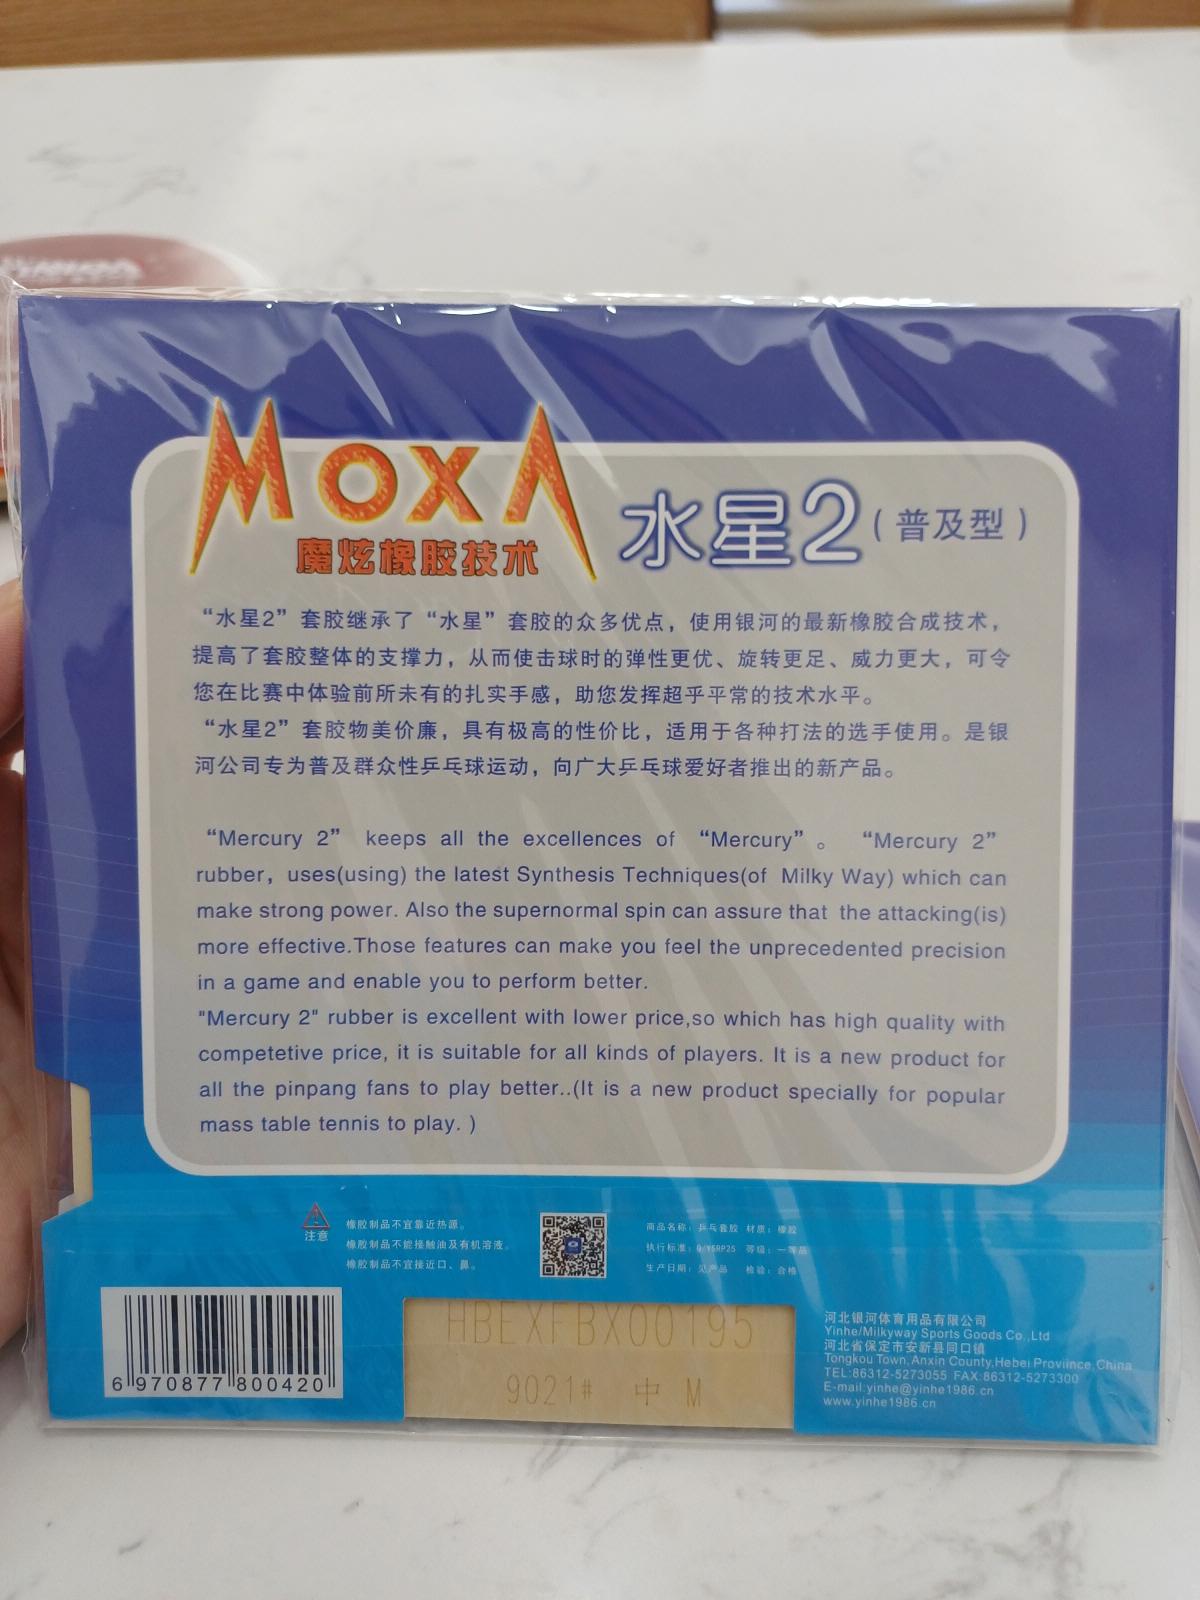 MOXA
魔炫橡胶技术
水星2（普及型）
“水星2”套胶继承了“水星”套胶的众多优点，使用银河的最新橡胶合成技术，
提高了套胶整体的支撑力，从而使击球时的弹性更优、旋转更足、威力更大，可令
您在比赛中体验前所未有的扎实手感，助您发挥超乎平常的技术水平。
“水星2”套胶物美价廉，具有极高的性价比，适用于各种打法的选手使用。是银
河公司专为普及群众性乒乓球运动，向广大乒乓球爱好者推出的新产品。
“Mercury 2” keeps all the excellences of “Mercury”。 “Mercury 2”
rubber, uses(using) the latest Synthesis Techniques(of Milky Way) which can
make strong power. Also the supernormal spin can assure that the attacking(is)
more effective.Those features can make you feel the unprecedented precision
in a game and enable you to perform better.
"Mercury 2" rubber is excellent with lower price,so which has high quality with
competetive price, it is suitable for all kinds of players. It is a new product for
all the pinpang fans to play better..(It is a new product specially for popular
mass table tennis to play. )
注意
橡胶制品不宜靠近热源。
橡胶制品不能接触油及有机溶液。
橡胶制品不宜接近口、鼻。
商品名称：乒乓套胶 材质：橡胶
执行标准：Q/YSRP25 等级：一等品
生产日期：见产品 检验：合格
6 970877 800420
HBEXFBX00195
9021# 中 M
河北银河体育用品有限公司
Yinhe/Milkyway Sports Goods Co.,Ltd
河北省保定市安新县同口镇
Tongkou Town,Anxin County,Hebei Proviince,China
TEL:86312-5273055 FAX:86312-5273300
E-mail:yinhe@yinhe1986.cn
www.yinhe1986.cn